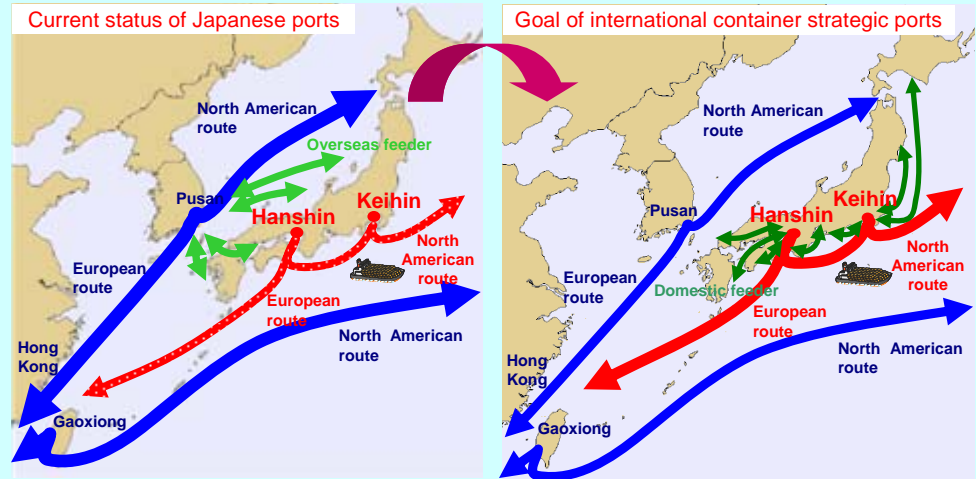 Current status of Japanese ports
North American
route
Overseas feeder
Pusan
Hanshin
Keihin
North
American
route
European
route
European
route
North American
route
Hong
Kong
Gaoxiong
Goal of international container strategic ports
North American
route
Pusan
Hanshin
Keihin
North
American
route
European
route
Domestic feeder
European
route
North American
route
Hong
Kong
Gaoxiong